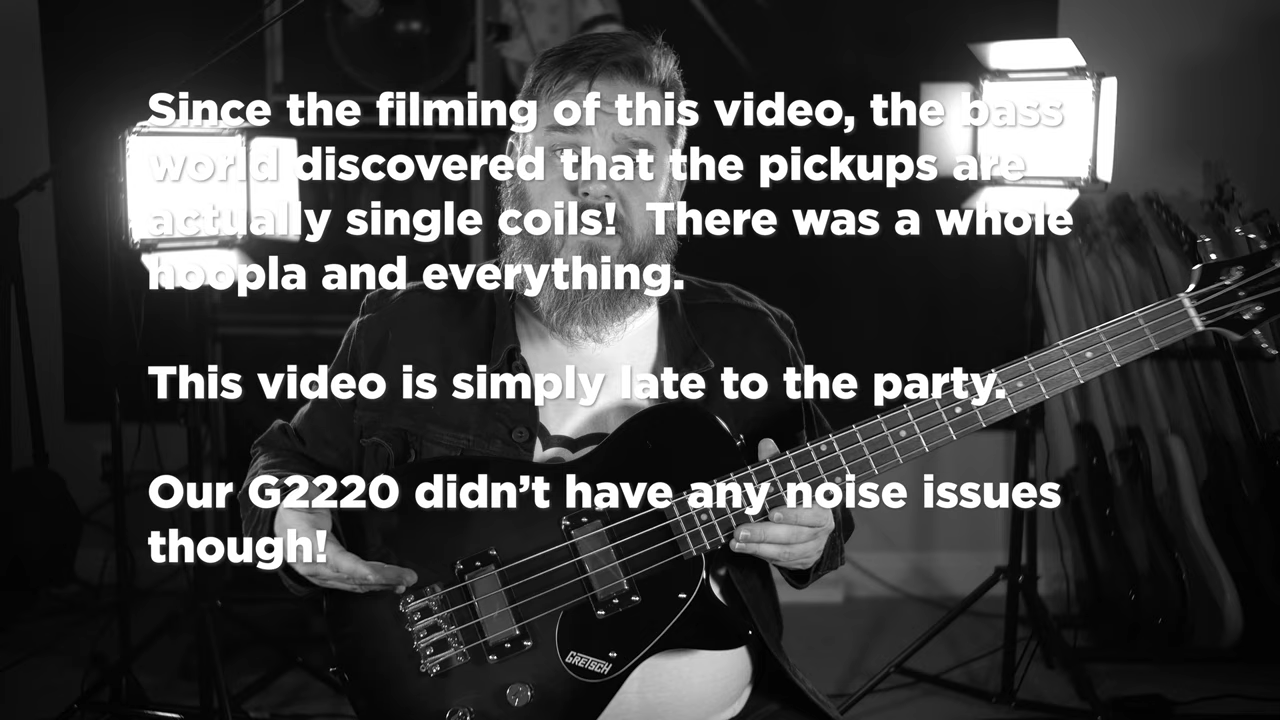 Since the filming of this video, the bass
world discovered that the pickups are
actually single coils!  There was a whole
hoopla and everything.
This video is simply late to the party.
Our G2220 didn’t have any noise issues
though!
GRETSCH